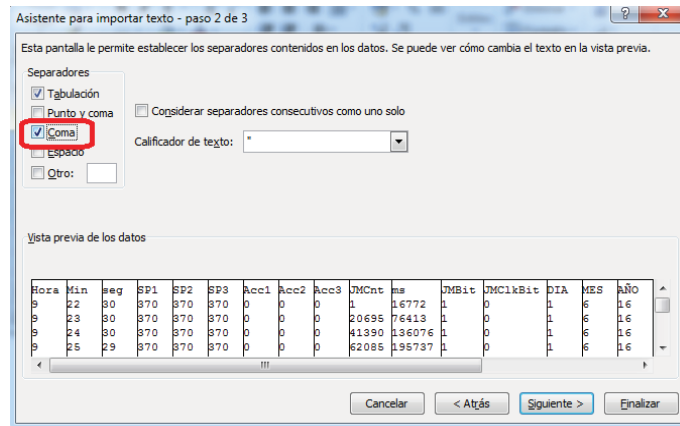 Asistente para importar texto - paso 2 de 3
Esta pantalla le permite establecer los separadores contenidos en los datos. Se puede ver cómo cambia el texto en la vista previa.
Separadores
Tabulación
Punto y coma
Considerar separadores consecutivos como uno solo
Coma
Calificador de texto: "
Espacio
Otro:
Vista previa de los datos
Hora Min seg SP1 SP2 SP3 Acc1 Acc2 Acc3 JMCnt ms JMBit JMClkBit DIA MES AÑO
9 22 30 370 370 370 0 0 0 1 16772 1 0 1 6 16
9 23 30 370 370 370 0 0 0 20695 76413 1 0 1 6 16
9 24 30 370 370 370 0 0 0 41390 136076 1 0 1 6 16
9 25 29 370 370 370 0 0 0 62085 195737 1 0 1 6 16
Cancelar < Atrás Siguiente > Finalizar